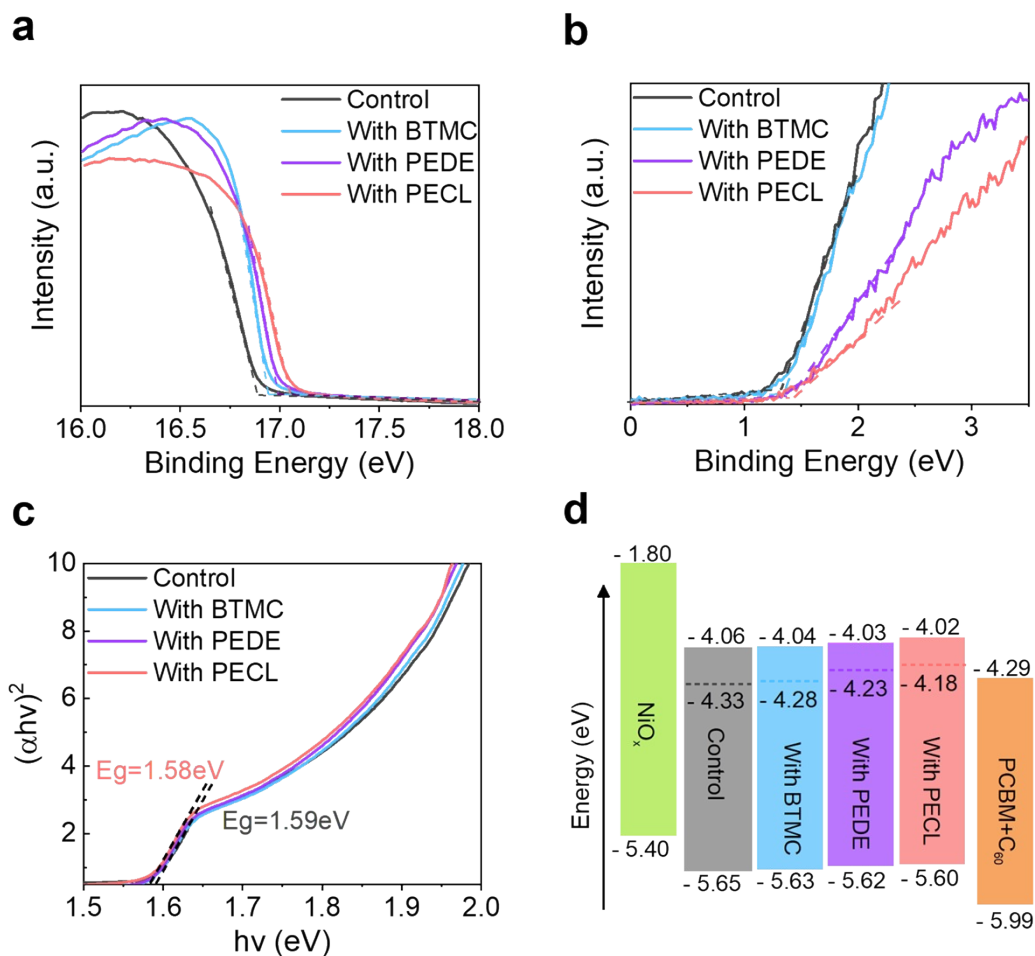 a
Control
With BTMC
With PEDE
With PECL
Intensity (a.u.)
16.0 16.5 17.0 17.5 18.0
Binding Energy (eV)
b
Control
With BTMC
With PEDE
With PECL
Intensity (a.u.)
0 1 2 3
Binding Energy (eV)
c
10
8
6
4
2
Control
With BTMC
With PEDE
With PECL
(αhν)²
Eg=1.58eV
Eg=1.59eV
1.5 1.6 1.7 1.8 1.9 2.0
hν (eV)
d
Energy (eV)
- 1.80
NiOₓ
- 5.40
- 4.06
- 4.33
Control
- 5.65
- 4.04
- 4.28
With BTMC
- 5.63
- 4.03
- 4.23
With PEDE
- 5.62
- 4.02
- 4.18
With PECL
- 5.60
- 4.29
PCBM+C₆₀
- 5.99